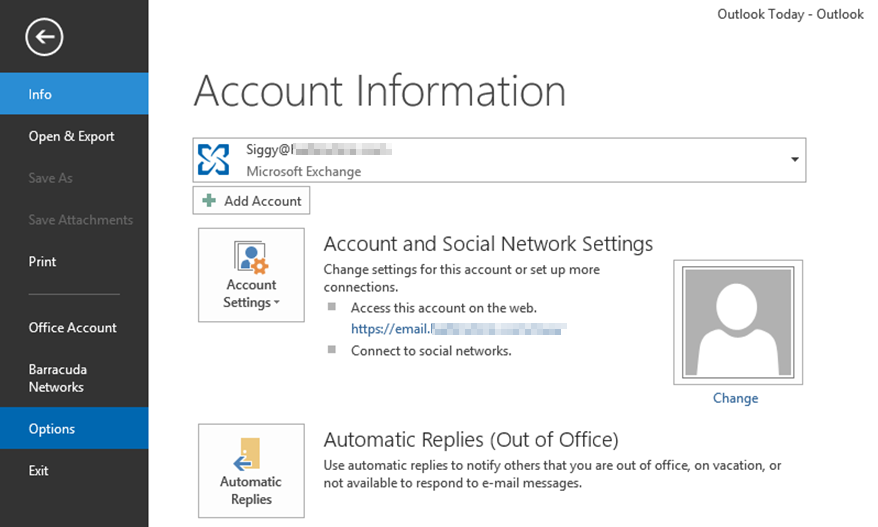 Outlook Today - Outlook
Info
Open & Export
Save As
Save Attachments
Print
Office Account
Barracuda
Networks
Options
Exit
Account Information
Siggy@
Microsoft Exchange
Add Account
Account
Settings
Account and Social Network Settings
Change settings for this account or set up more
connections.
Access this account on the web.
https://email.
Connect to social networks.
Change
Automatic
Replies
Automatic Replies (Out of Office)
Use automatic replies to notify others that you are out of office, on vacation, or
not available to respond to e-mail messages.